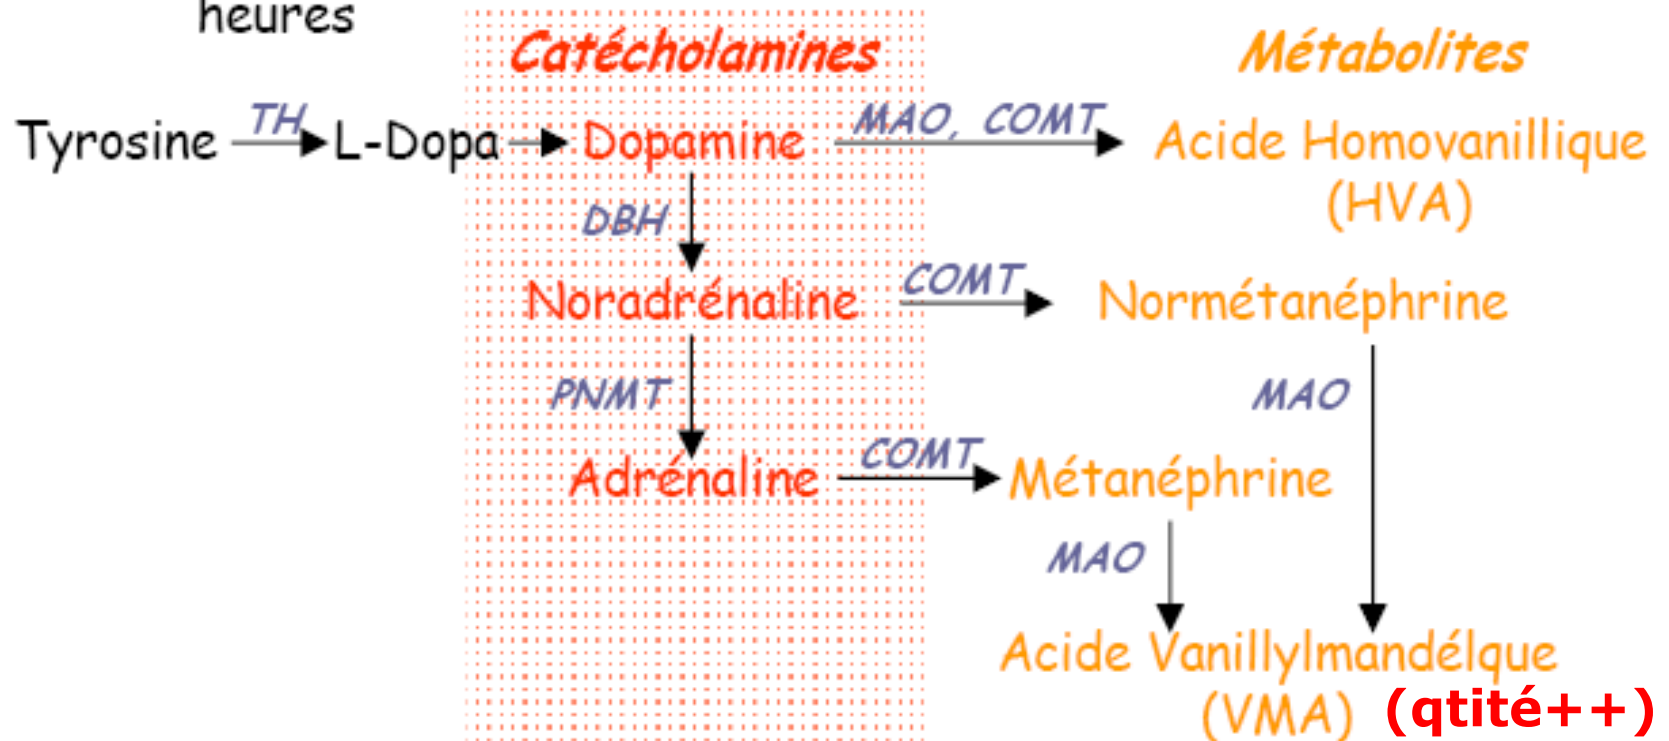 heures
Catécholamines Métabolites
Tyrosine TH L-Dopa Dopamine MAO, COMT Acide Homovanillique
(HVA)
DBH
Noradrénaline COMT Normétanéphrine
PNMT MAO
Adrénaline COMT Métanéphrine
MAO
Acide Vanillylmandélque
(VMA) (qtité++)